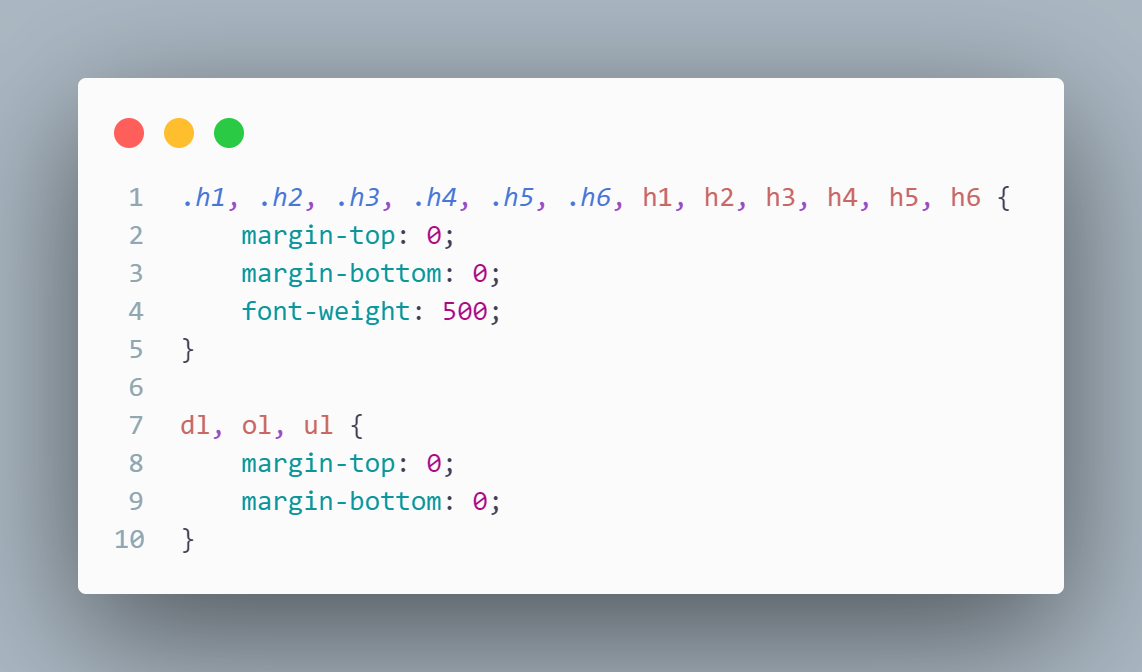 1 .h1, .h2, .h3, .h4, .h5, .h6, h1, h2, h3, h4, h5, h6 {
2     margin-top: 0;
3     margin-bottom: 0;
4     font-weight: 500;
5 }
6
7 dl, ol, ul {
8     margin-top: 0;
9     margin-bottom: 0;
10 }